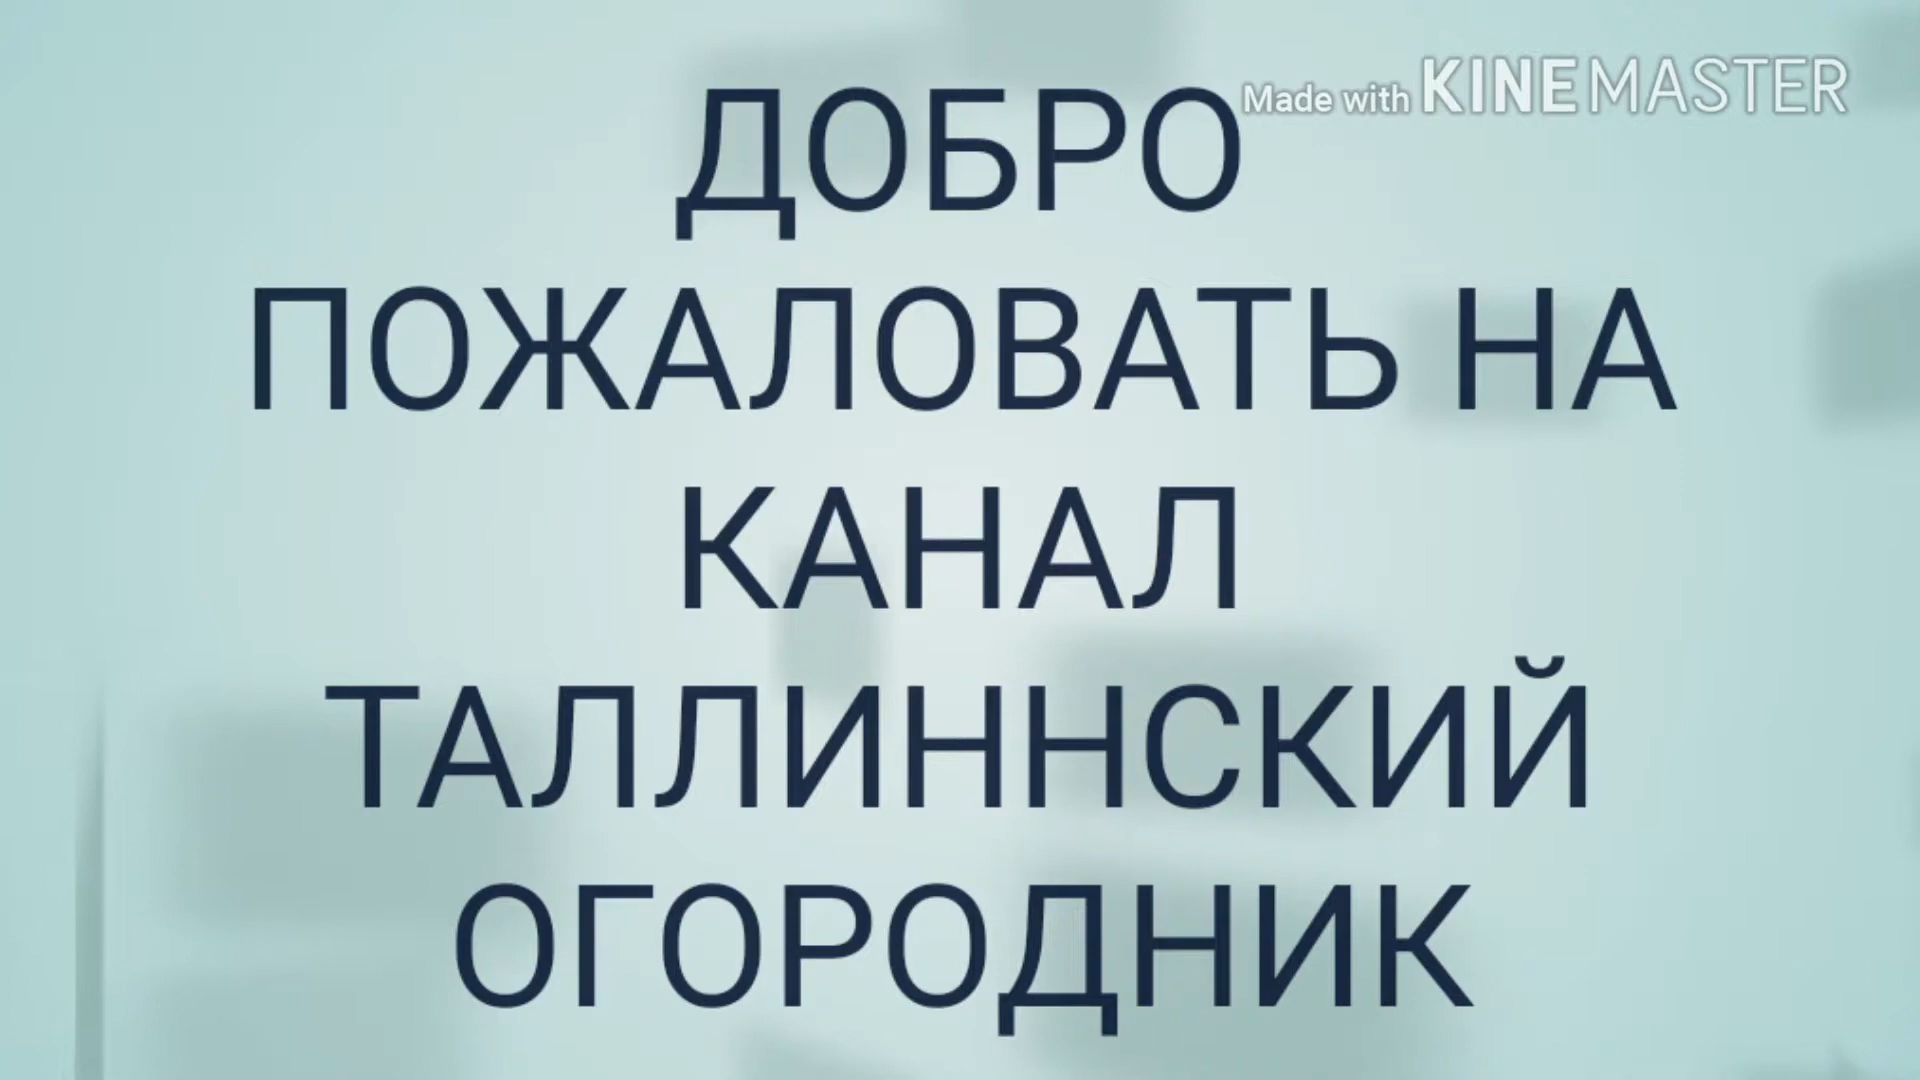 Made with KINEMASTER
ДОБРО
ПОЖАЛОВАТЬ НА
КАНАЛ
ТАЛЛИННСКИЙ
ОГОРОДНИК